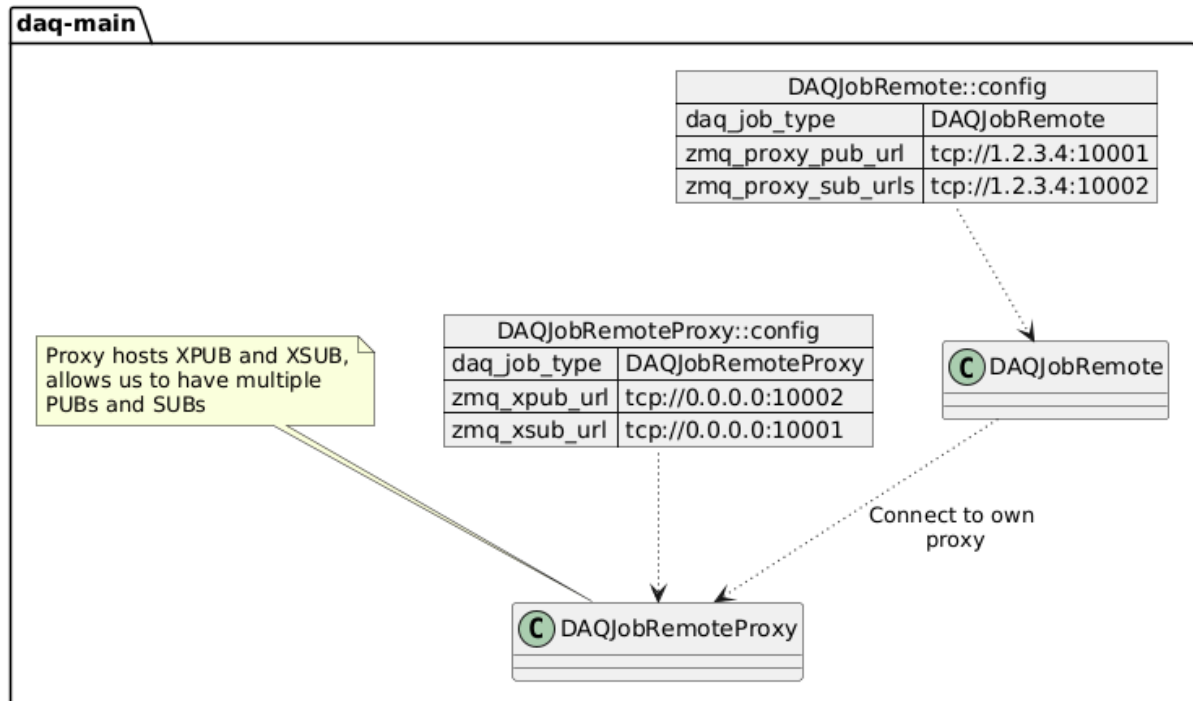 daq-main
DAQJobRemote::config
daq_job_type DAQJobRemote
zmq_proxy_pub_url tcp://1.2.3.4:10001
zmq_proxy_sub_urls tcp://1.2.3.4:10002
Proxy hosts XPUB and XSUB,
allows us to have multiple
PUBs and SUBs
DAQJobRemoteProxy::config
daq_job_type DAQJobRemoteProxy
zmq_xpub_url tcp://0.0.0.0:10002
zmq_xsub_url tcp://0.0.0.0:10001
C DAQJobRemote
Connect to own
proxy
C DAQJobRemoteProxy